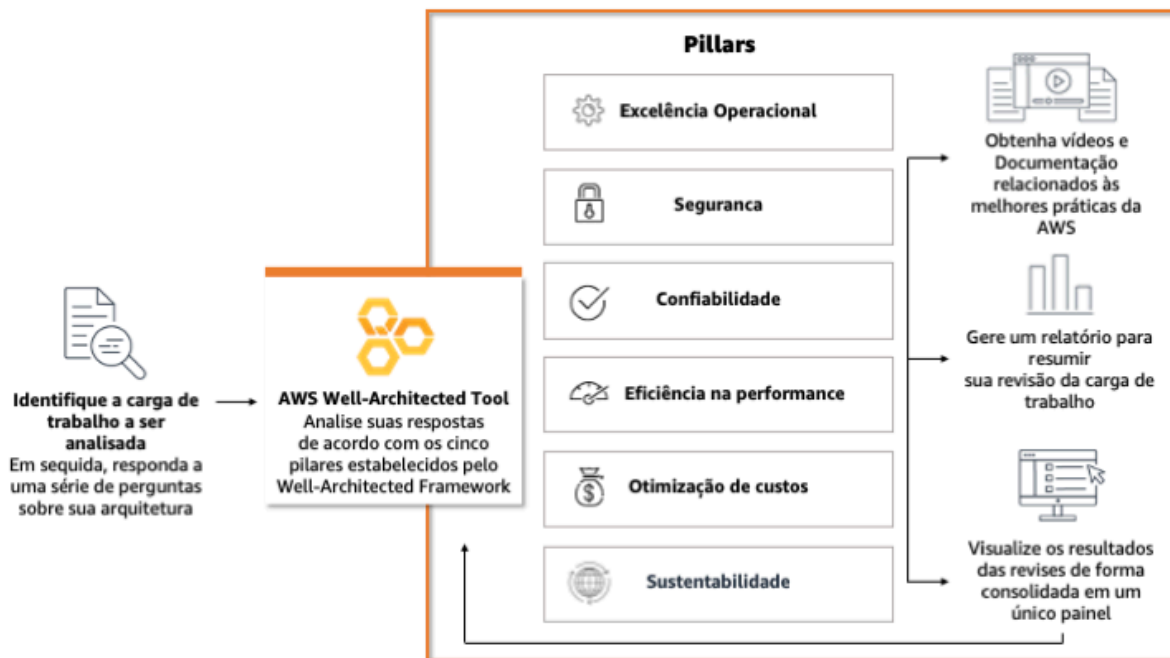 Identifique a carga de
trabalho a ser
analisada
Em sequida, responda a
uma série de perguntas
sobre sua arquitetura
AWS Well-Architected Tool
Analise suas respostas
de acordo com os cinco
pilares estabelecidos pelo
Well-Architected Framework
Pillars
Excelência Operacional
Seguranca
Confiabilidade
Eficiência na performance
Otimização de custos
Sustentabilidade
Obtenha vídeos e
Documentação
relacionados às
melhores práticas da
AWS
Gere um relatório para
resumir
sua revisão da carga de
trabalho
Visualize os resultados
das revises de forma
consolidada em um
único painel